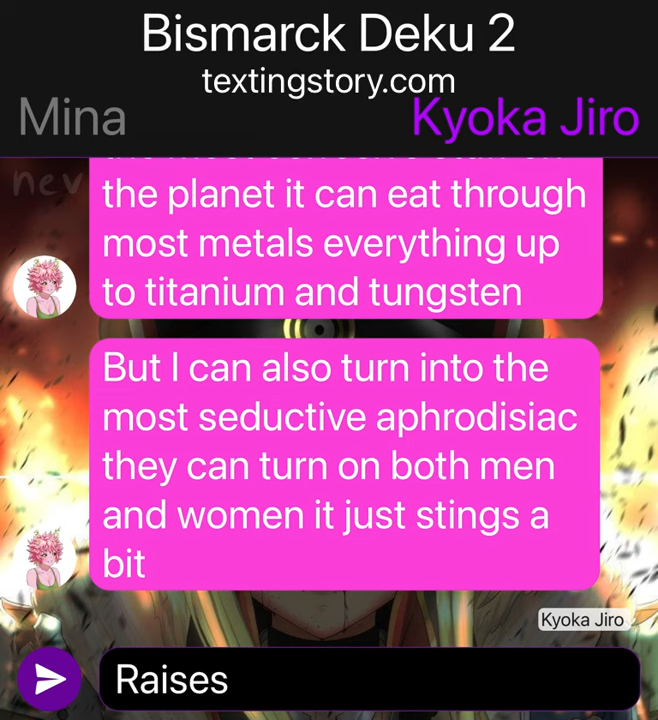 Bismarck Deku 2
textingstory.com
Mina
Kyoka Jiro
nev
the planet it can eat through
most metals everything up
to titanium and tungsten
But I can also turn into the
most seductive aphrodisiac
they can turn on both men
and women it just stings a
bit
Kyoka Jiro
Raises